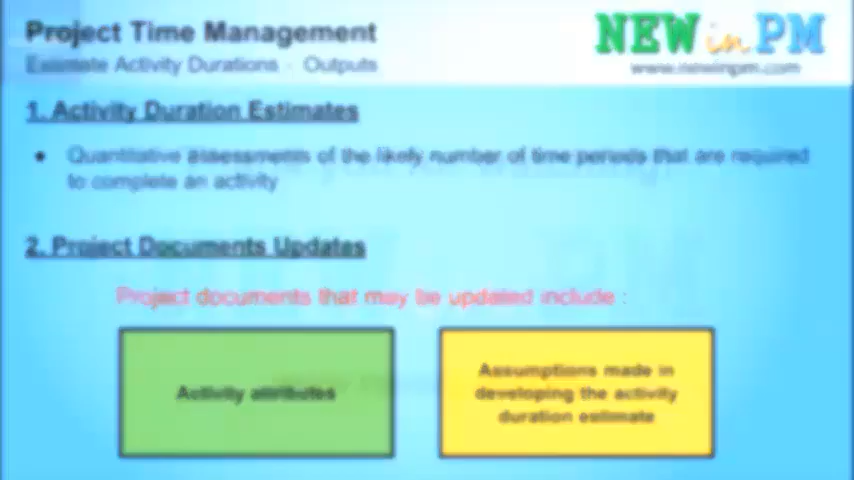 Project Time Management
NEW in PM
Estimate Activity Durations - Outputs
www.newinpm.com
1. Activity Duration Estimates
• Quantitative assessments of the likely number of time periods that are required
to complete an activity
2. Project Documents Updates
Project documents that may be updated include :
Activity attributes
Assumptions made in
developing the activity
duration estimate